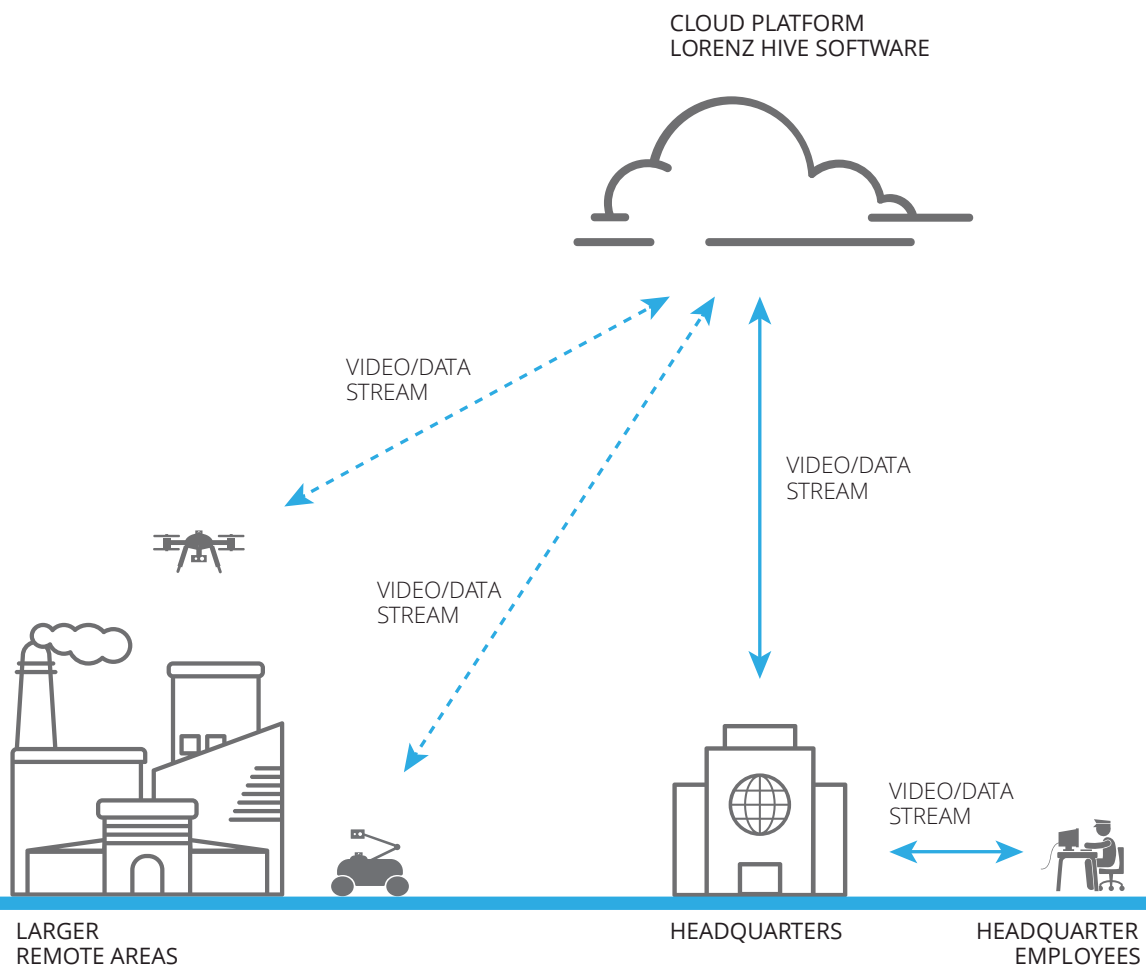 CLOUD PLATFORM
LORENZ HIVE SOFTWARE
VIDEO/DATA
STREAM
VIDEO/DATA
STREAM
VIDEO/DATA
STREAM
VIDEO/DATA
STREAM
LARGER
REMOTE AREAS
HEADQUARTERS
HEADQUARTER
EMPLOYEES